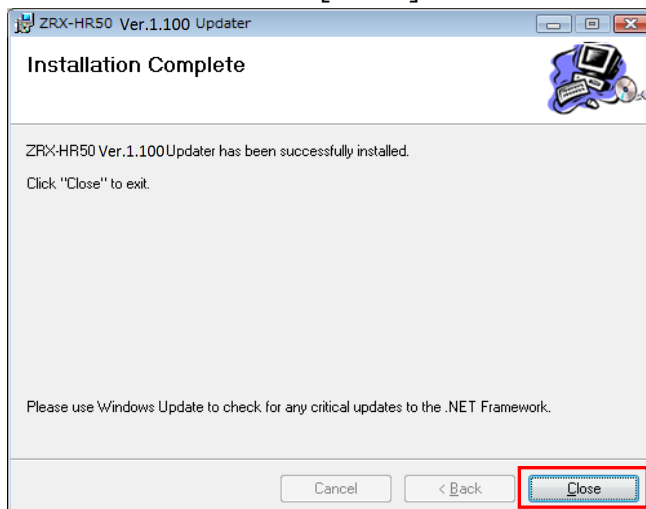 ZRX-HR50 Ver.1.100 Updater
Installation Complete
ZRX-HR50 Ver.1.100 Updater has been successfully installed.
Click "Close" to exit.
Please use Windows Update to check for any critical updates to the .NET Framework.
Cancel < Back Close